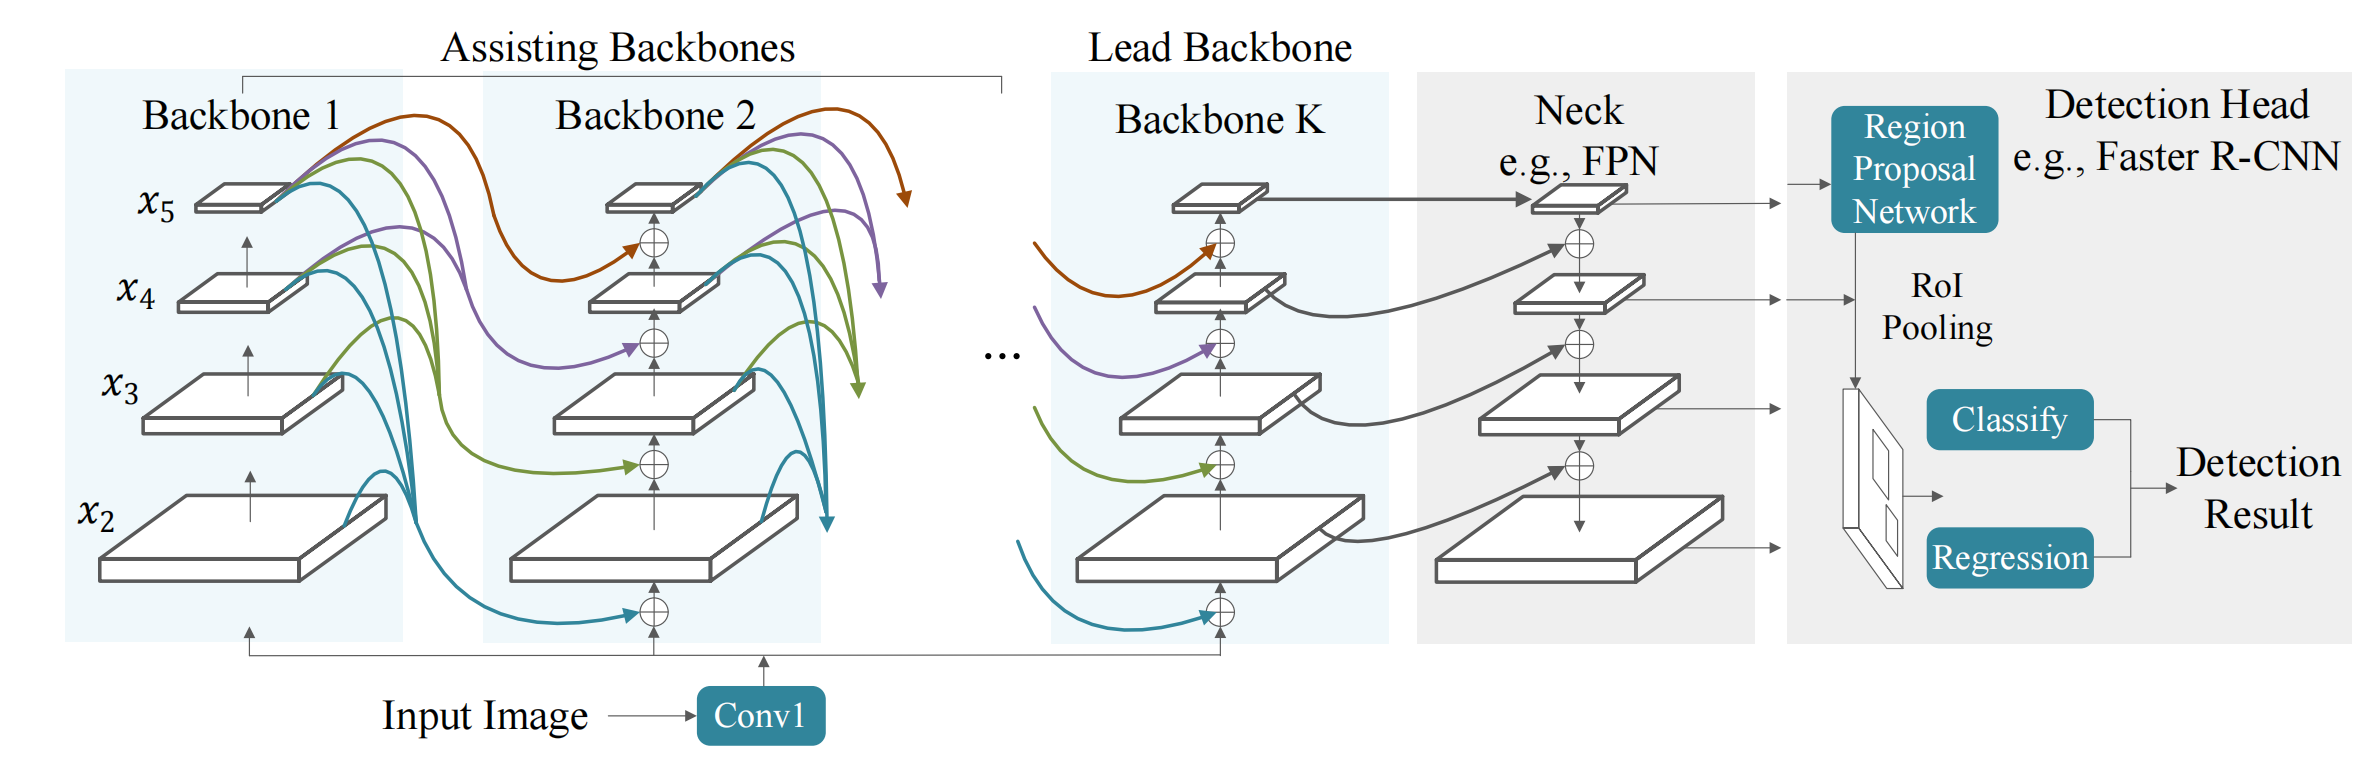 Assisting Backbones
Lead Backbone
Backbone 1
Backbone 2
Backbone K
Neck
e.g., FPN
Detection Head
e.g., Faster R-CNN
Region
Proposal
Network
x5
x4
x3
x2
...
RoI
Pooling
Classify
Regression
Detection
Result
Input Image
Conv1